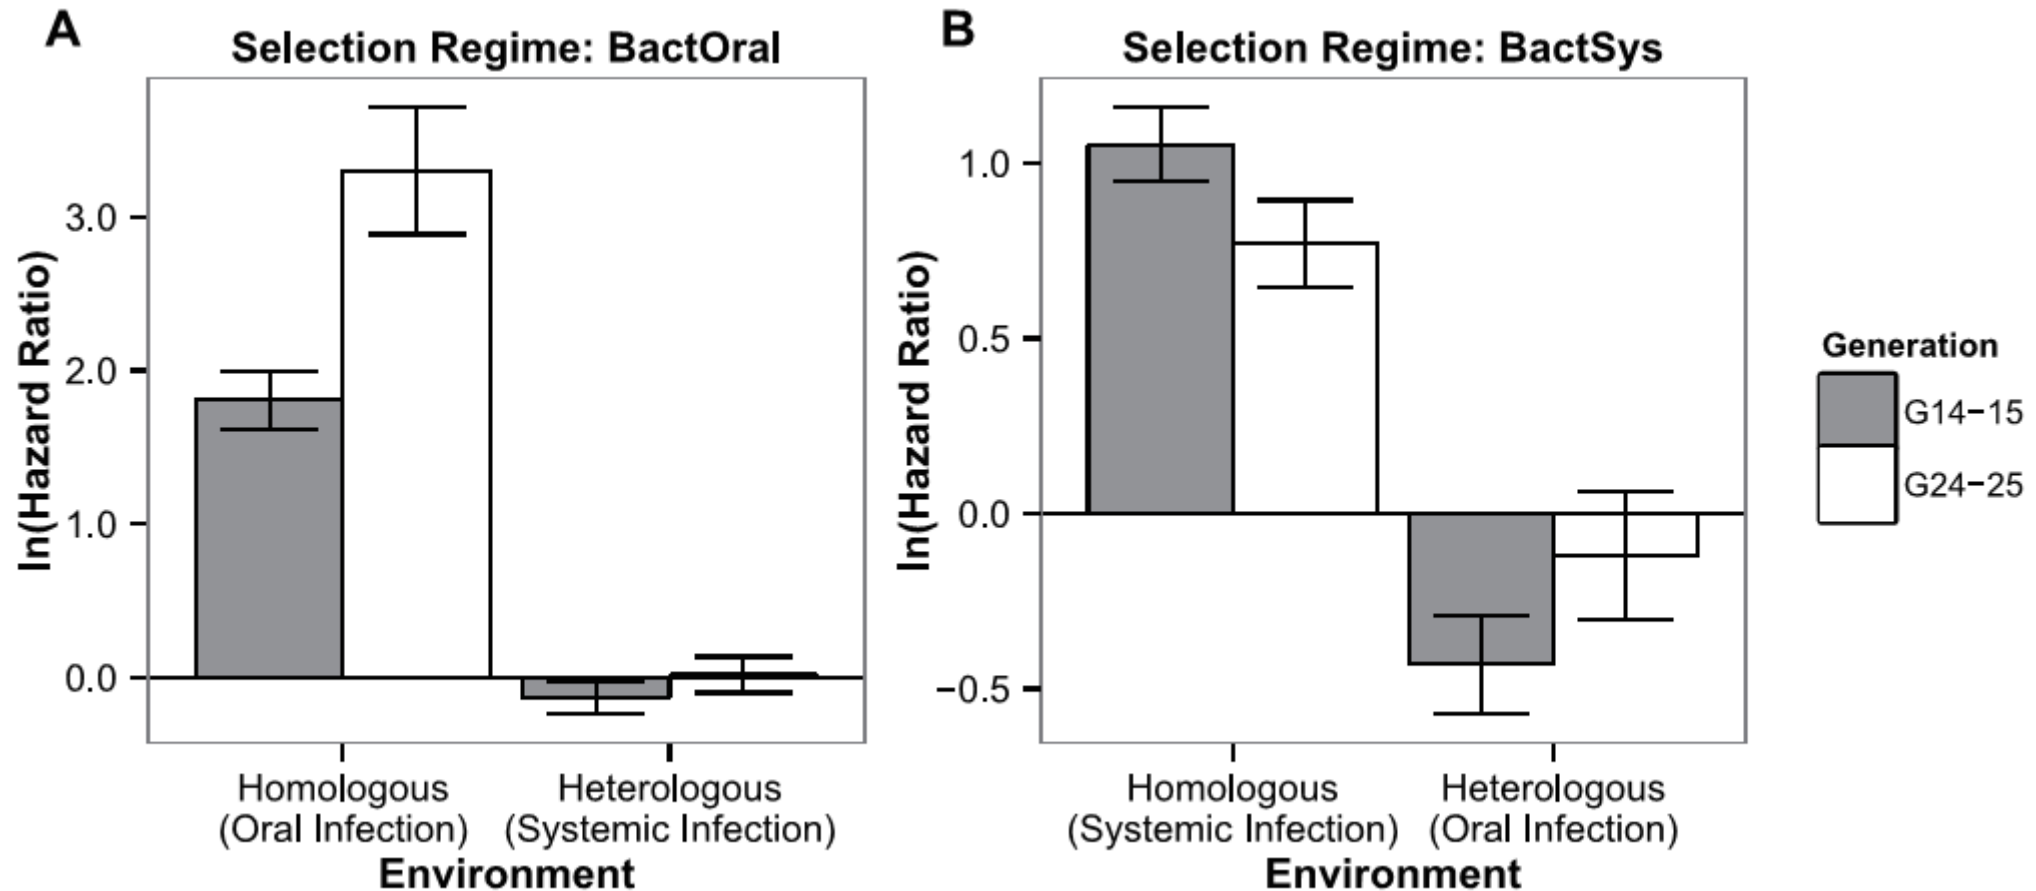 A
Selection Regime: BactOral
ln(Hazard Ratio)
3.0
2.0
1.0
0.0
Homologous
(Oral Infection)
Heterologous
(Systemic Infection)
Environment
B
Selection Regime: BactSys
ln(Hazard Ratio)
1.0
0.5
0.0
−0.5
Homologous
(Systemic Infection)
Heterologous
(Oral Infection)
Environment
Generation
G14−15
G24−25